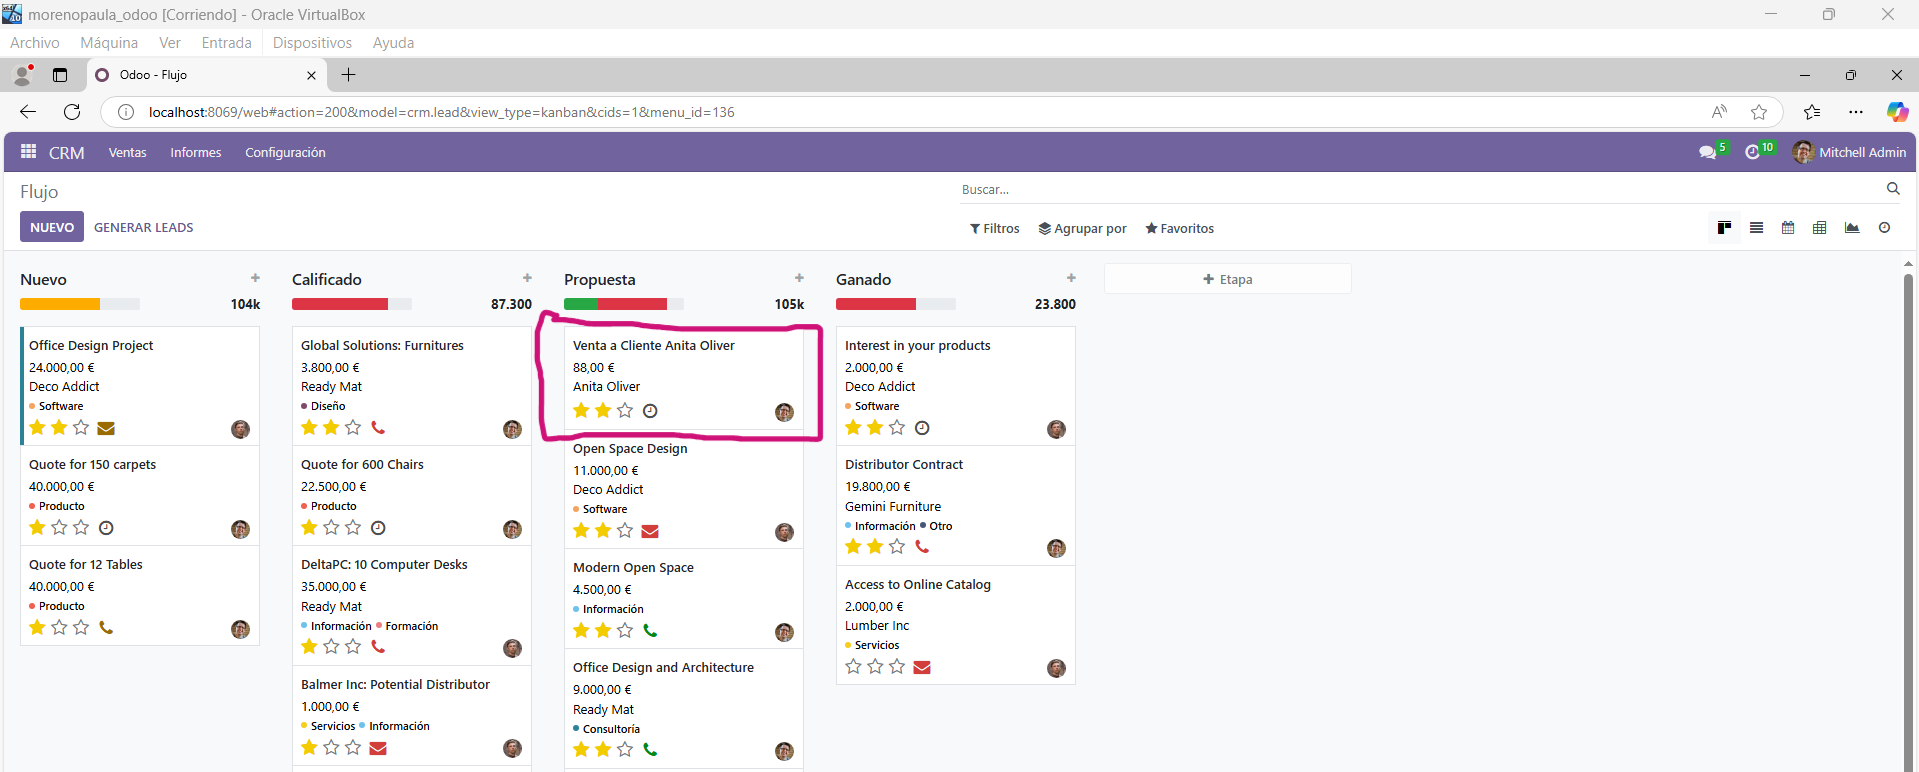 morenopaula_odoo [Corriendo] - Oracle VirtualBox
Archivo Máquina Ver Entrada Dispositivos Ayuda
Odoo - Flujo
localhost:8069/web#action=200&model=crm.lead&view_type=kanban&cids=1&menu_id=136
CRM Ventas Informes Configuración 5 10 Mitchell Admin
Flujo Buscar...
NUEVO GENERAR LEADS Filtros Agrupar por Favoritos
Nuevo
104k
Office Design Project
24.000,00 €
Deco Addict
Software
Quote for 150 carpets
40.000,00 €
Producto
Quote for 12 Tables
40.000,00 €
Producto
Calificado
87.300
Global Solutions: Furnitures
3.800,00 €
Ready Mat
Diseño
Quote for 600 Chairs
22.500,00 €
Producto
DeltaPC: 10 Computer Desks
35.000,00 €
Ready Mat
Información Formación
Balmer Inc: Potential Distributor
1.000,00 €
Servicios Información
Propuesta
105k
Venta a Cliente Anita Oliver
88,00 €
Anita Oliver
Open Space Design
11.000,00 €
Deco Addict
Software
Modern Open Space
4.500,00 €
Información
Office Design and Architecture
9.000,00 €
Ready Mat
Consultoría
Ganado
23.800
Interest in your products
2.000,00 €
Deco Addict
Software
Distributor Contract
19.800,00 €
Gemini Furniture
Información Otro
Access to Online Catalog
2.000,00 €
Lumber Inc
Servicios
+ Etapa